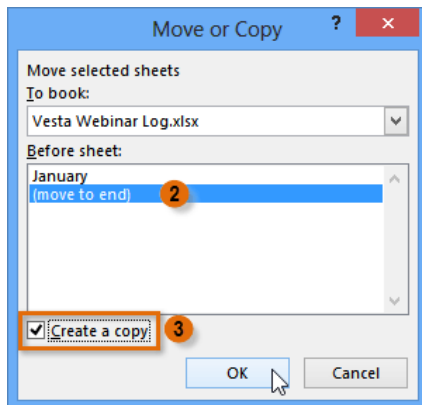 Move or Copy ? ×
Move selected sheets
To book:
Vesta Webinar Log.xlsx
Before sheet:
January
(move to end) 2
Create a copy 3
OK Cancel